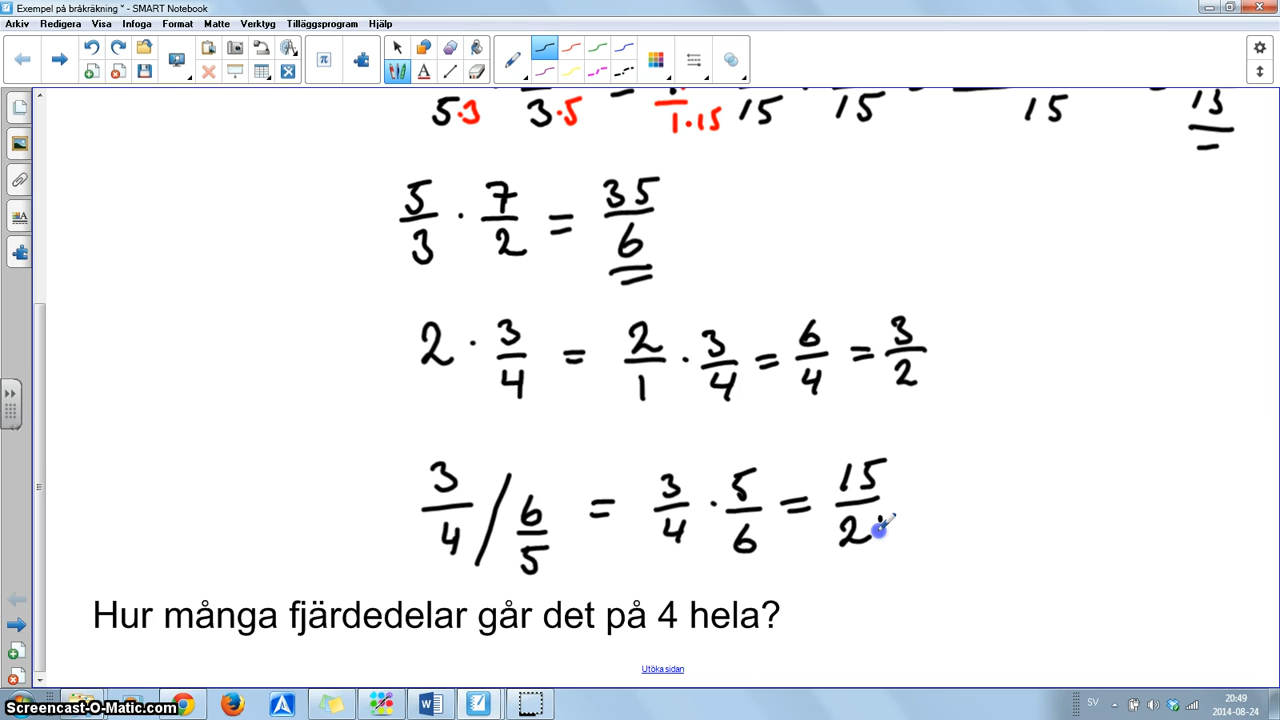 Exempel på bråkräkning * - SMART Notebook
Arkiv Redigera Visa Infoga Format Matte Verktyg Tilläggsprogram Hjälp
5·3 · 3·5 = 1·15 15 · 15 15 13
5/3 · 7/2 = 35/6
2 · 3/4 = 2/1 · 3/4 = 6/4 = 3/2
3/4 / 6/5 = 3/4 · 5/6 = 15/2
Hur många fjärdedelar går det på 4 hela?
Utöka sidan
SV 20:49
2014-08-24
Screencast-O-Matic.com